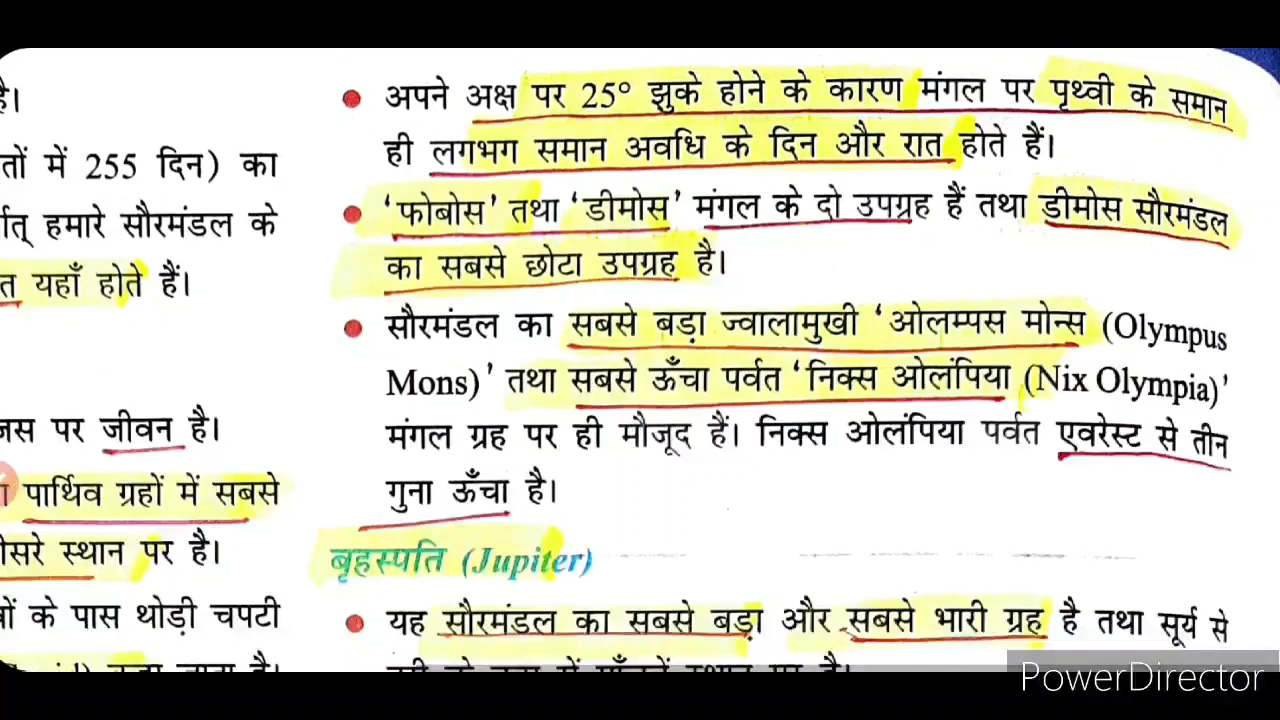 है।
तों में 255 दिन) का
र्थात् हमारे सौरमंडल के
त यहाँ होते हैं।
जस पर जीवन है।
पार्थिव ग्रहों में सबसे
ीसरे स्थान पर है।
वों के पास थोड़ी चपटी
अपने अक्ष पर 25° झुके होने के कारण मंगल पर पृथ्वी के समान
ही लगभग समान अवधि के दिन और रात होते हैं।
‘फोबोस’ तथा ‘डीमोस’ मंगल के दो उपग्रह हैं तथा डीमोस सौरमंडल
का सबसे छोटा उपग्रह है।
सौरमंडल का सबसे बड़ा ज्वालामुखी ‘ओलम्पस मोन्स (Olympus
Mons)’ तथा सबसे ऊँचा पर्वत ‘निक्स ओलंपिया (Nix Olympia)’
मंगल ग्रह पर ही मौजूद हैं। निक्स ओलंपिया पर्वत एवरेस्ट से तीन
गुना ऊँचा है।
बृहस्पति (Jupiter)
यह सौरमंडल का सबसे बड़ा और सबसे भारी ग्रह है तथा सूर्य से
PowerDirector